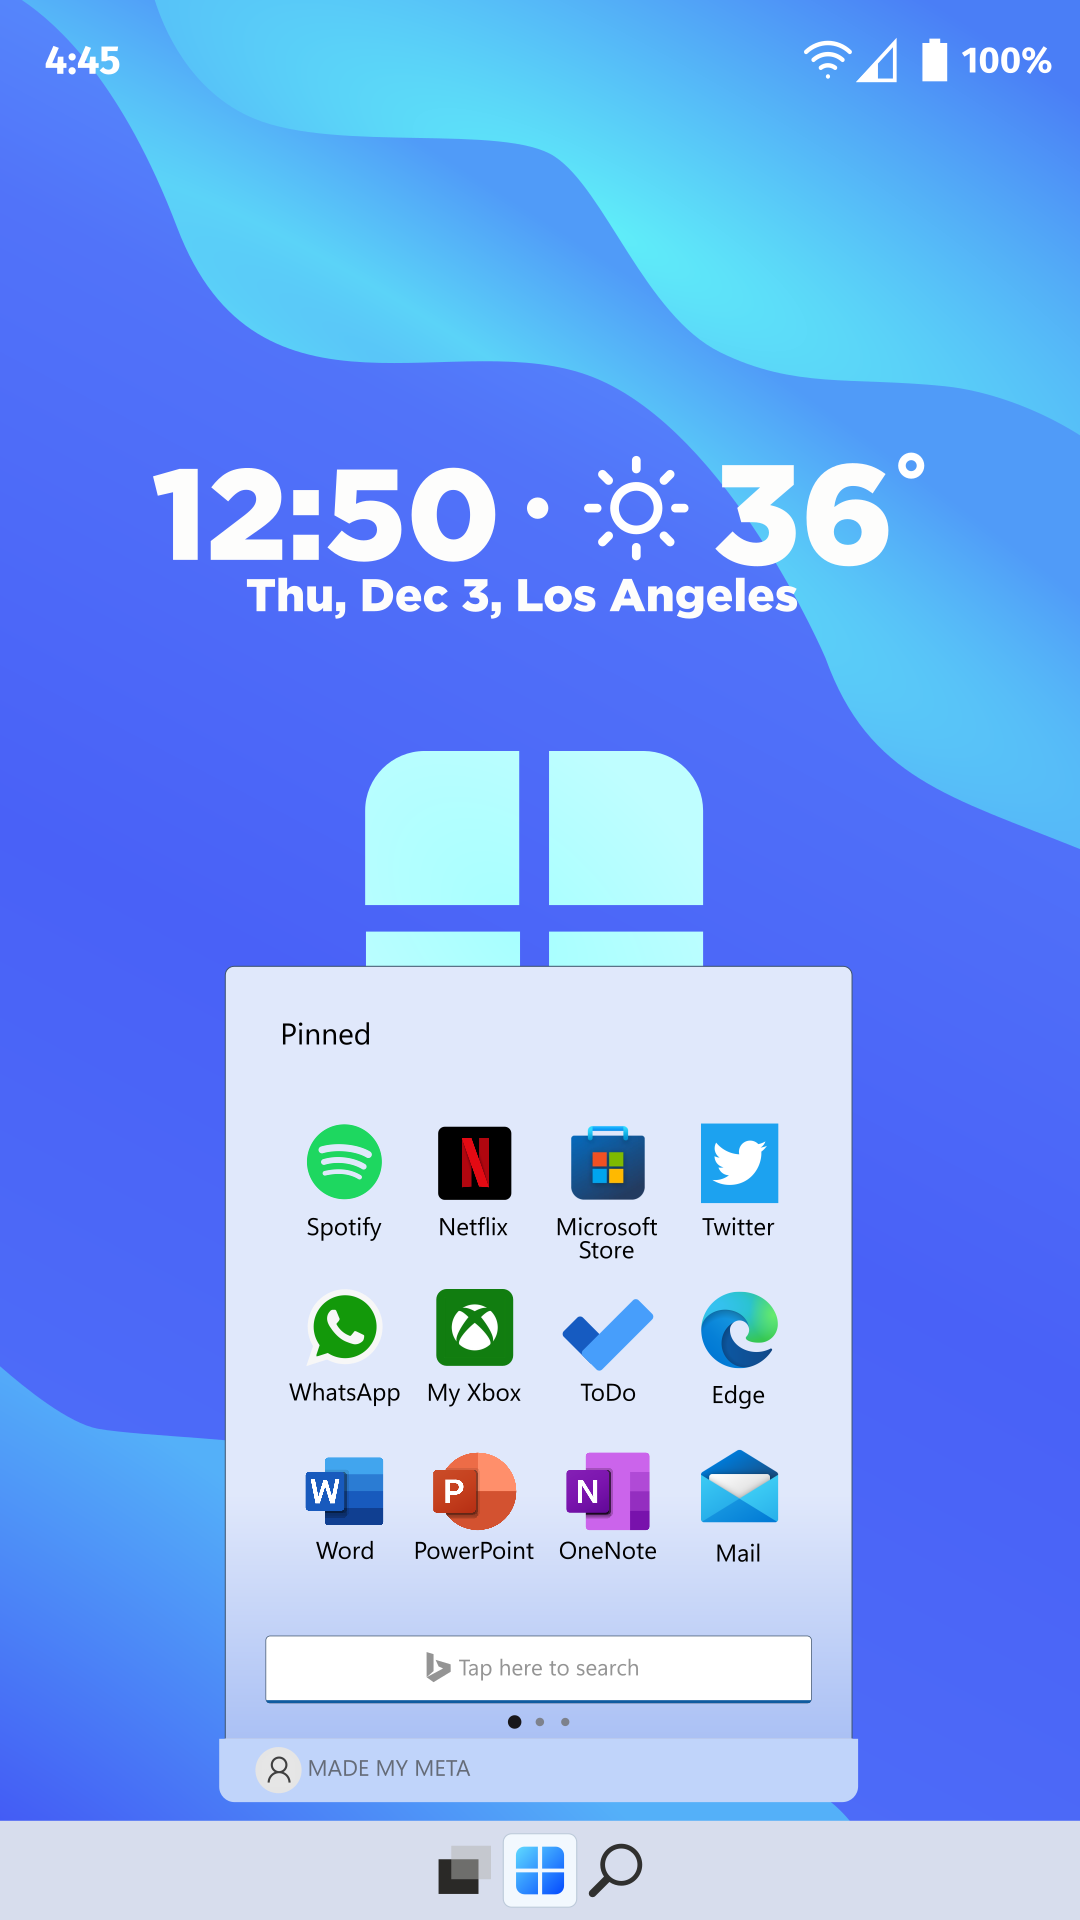 4:45 100%
12:50 · 36°
Thu, Dec 3, Los Angeles
Pinned
Spotify Netflix Microsoft Store Twitter
WhatsApp My Xbox ToDo Edge
W P N
Word PowerPoint OneNote Mail
Tap here to search
MADE MY META